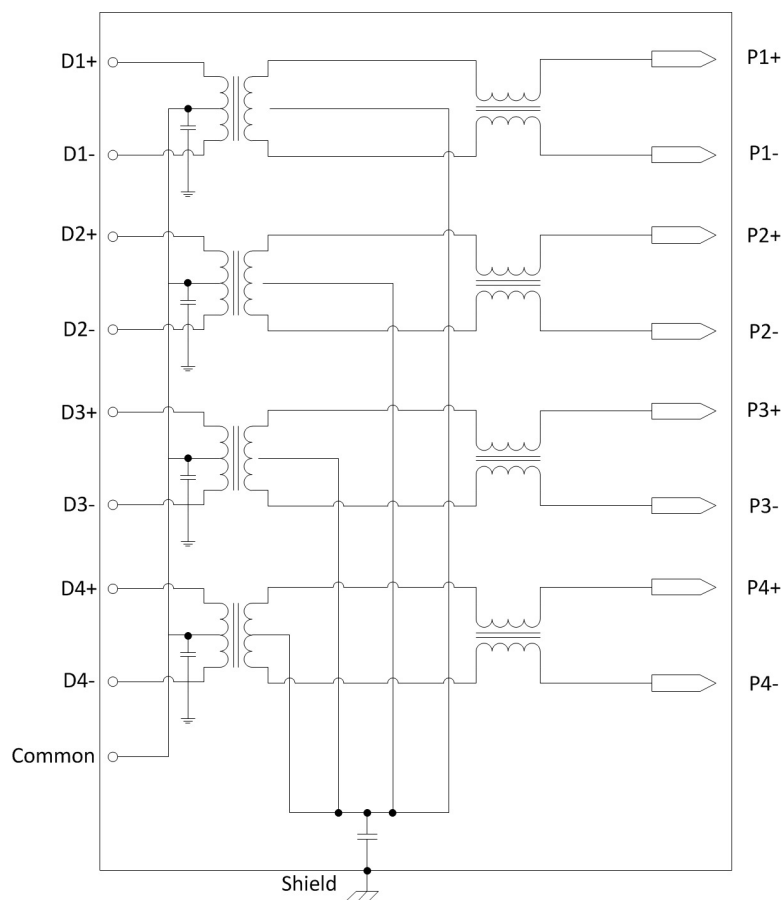 D1+ P1+
D1- P1-
D2+ P2+
D2- P2-
D3+ P3+
D3- P3-
D4+ P4+
D4- P4-
Common
Shield